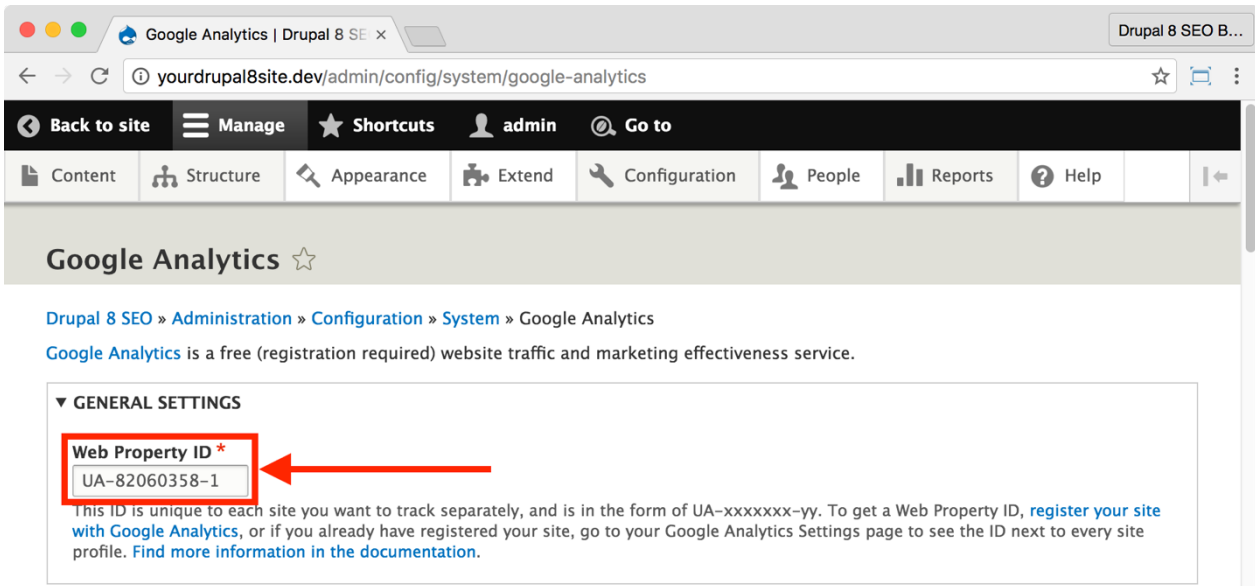 Google Analytics | Drupal 8 SE
Drupal 8 SEO B...
yourdrupal8site.dev/admin/config/system/google-analytics
Back to site Manage Shortcuts admin Go to
Content Structure Appearance Extend Configuration People Reports Help
Google Analytics
Drupal 8 SEO » Administration » Configuration » System » Google Analytics
Google Analytics is a free (registration required) website traffic and marketing effectiveness service.
▼ GENERAL SETTINGS
Web Property ID *
UA-82060358-1
This ID is unique to each site you want to track separately, and is in the form of UA-xxxxxxx-yy. To get a Web Property ID, register your site
with Google Analytics, or if you already have registered your site, go to your Google Analytics Settings page to see the ID next to every site
profile. Find more information in the documentation.